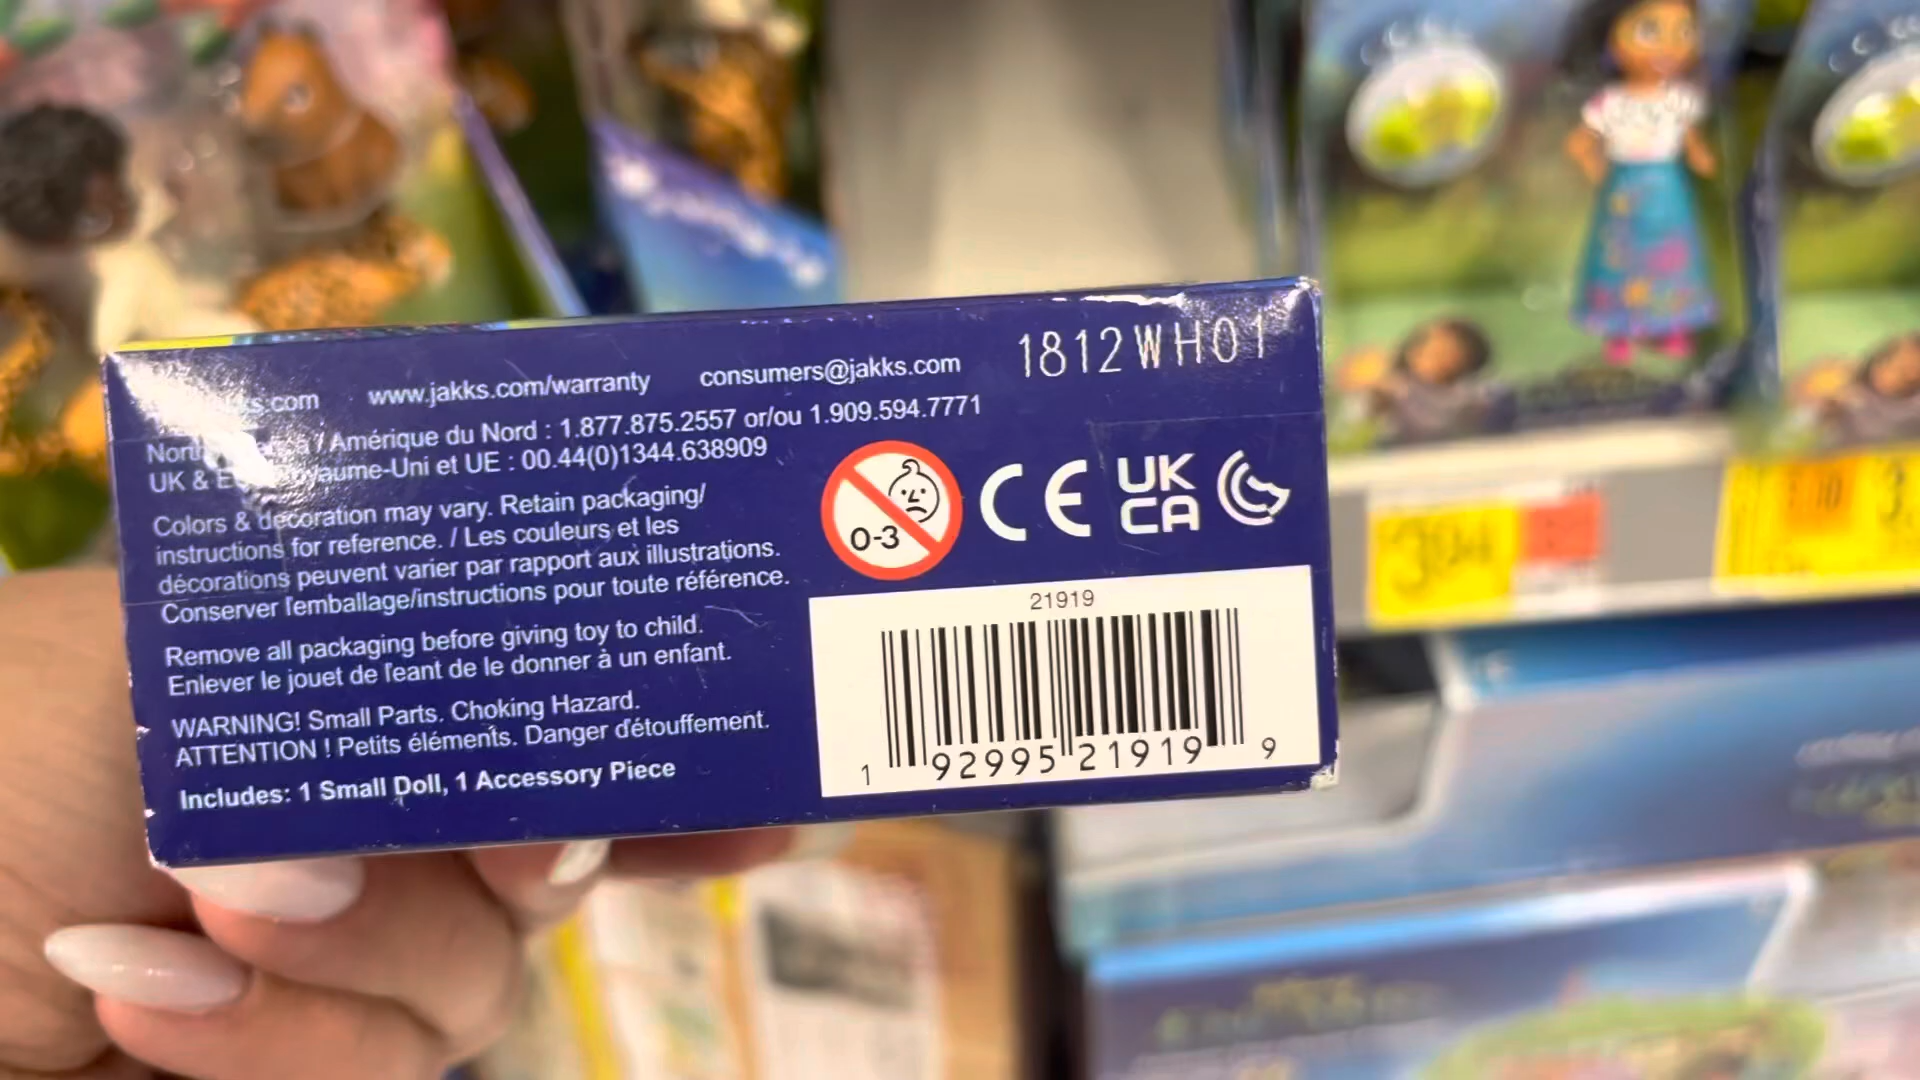 ks.com www.jakks.com/warranty consumers@jakks.com 1812WH01
/ Amérique du Nord : 1.877.875.2557 or/ou 1.909.594.7771
UK & aume-Uni et UE : 00.44(0)1344.638909
Colors & decoration may vary. Retain packaging/
instructions for reference. / Les couleurs et les
décorations peuvent varier par rapport aux illustrations.
Conserver l'emballage/instructions pour toute référence.
Remove all packaging before giving toy to child.
Enlever le jouet de l'eant de le donner à un enfant.
WARNING! Small Parts. Choking Hazard.
ATTENTION ! Petits éléments. Danger d'étouffement.
Includes: 1 Small Doll, 1 Accessory Piece
0-3
CE
UK
CA
21919
1 92995 21919 9